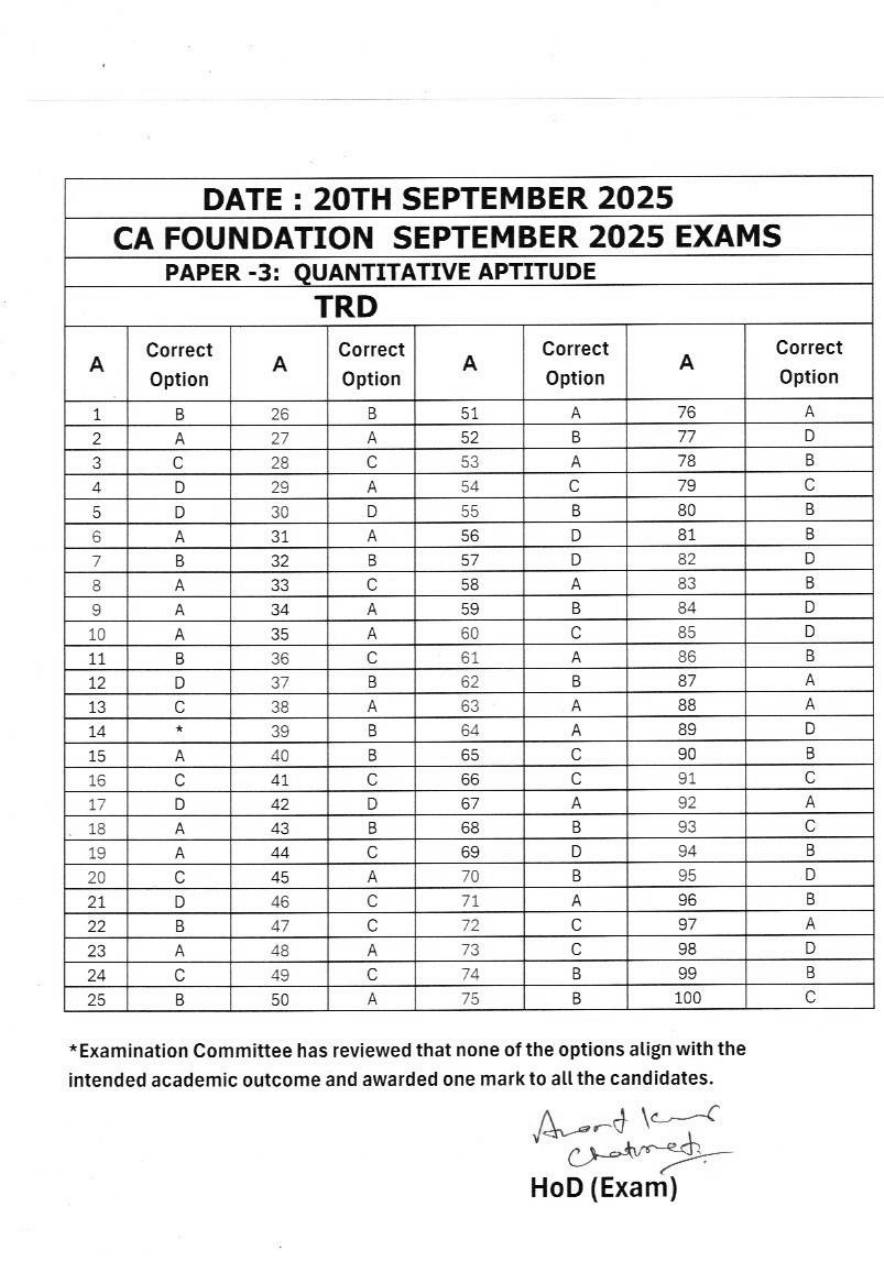 DATE : 20TH SEPTEMBER 2025
CA FOUNDATION SEPTEMBER 2025 EXAMS
PAPER -3: QUANTITATIVE APTITUDE
TRD
A Correct Option A Correct Option A Correct Option A Correct Option
1 B 26 B 51 A 76 A
2 A 27 A 52 B 77 D
3 C 28 C 53 A 78 B
4 D 29 A 54 C 79 C
5 D 30 D 55 B 80 B
6 A 31 A 56 D 81 B
7 B 32 B 57 D 82 D
8 A 33 C 58 A 83 B
9 A 34 A 59 B 84 D
10 A 35 A 60 C 85 D
11 B 36 C 61 A 86 B
12 D 37 B 62 B 87 A
13 C 38 A 63 A 88 A
14 * 39 B 64 A 89 D
15 A 40 B 65 C 90 B
16 C 41 C 66 C 91 C
17 D 42 D 67 A 92 A
18 A 43 B 68 B 93 C
19 A 44 C 69 D 94 B
20 C 45 A 70 B 95 D
21 D 46 C 71 A 96 B
22 B 47 C 72 C 97 A
23 A 48 A 73 C 98 D
24 C 49 C 74 B 99 B
25 B 50 A 75 B 100 C
*Examination Committee has reviewed that none of the options align with the
intended academic outcome and awarded one mark to all the candidates.
HoD (Exam)